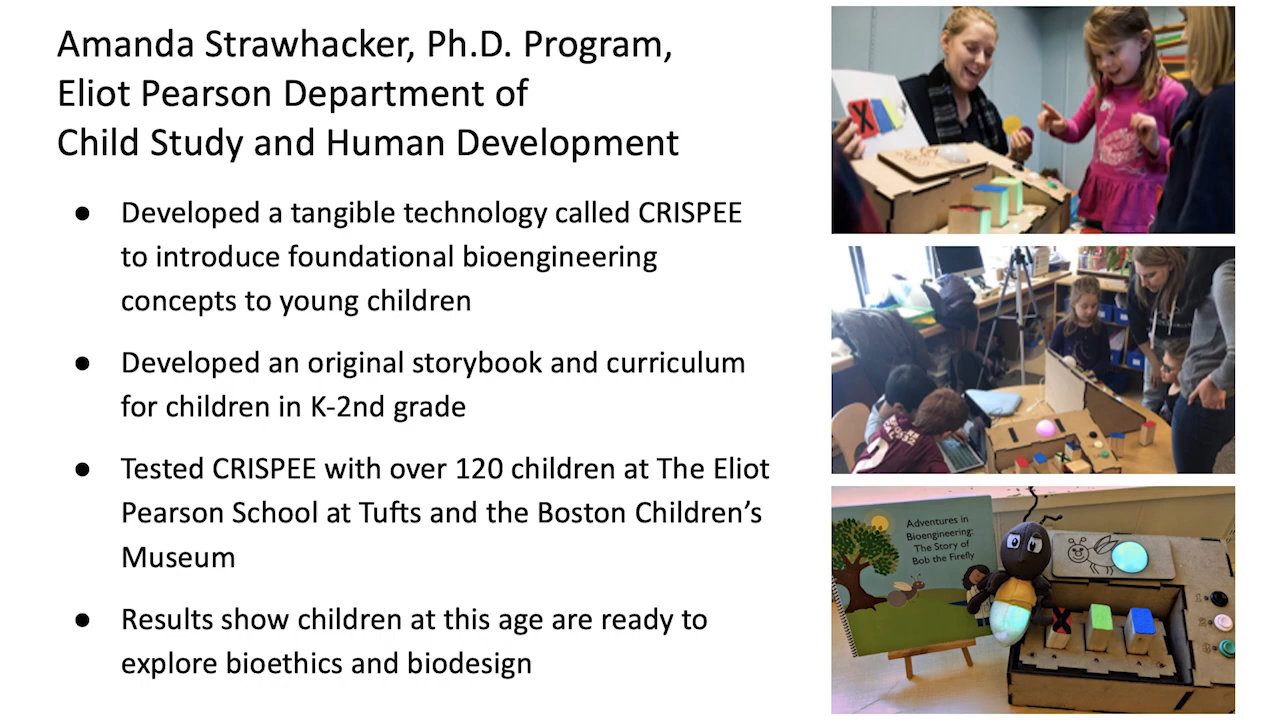 Amanda Strawhacker, Ph.D. Program,
Eliot Pearson Department of
Child Study and Human Development
● Developed a tangible technology called CRISPEE
to introduce foundational bioengineering
concepts to young children
● Developed an original storybook and curriculum
for children in K-2nd grade
● Tested CRISPEE with over 120 children at The Eliot
Pearson School at Tufts and the Boston Children’s
Museum
● Results show children at this age are ready to
explore bioethics and biodesign
X
Adventures in
Bioengineering:
The Story of
Bob the Firefly
X